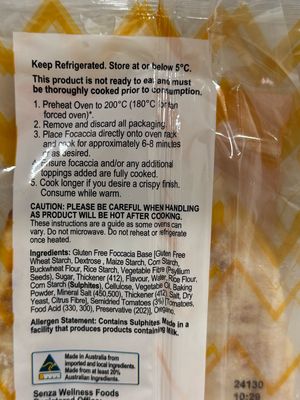 Keep Refrigerated. Store at or below 5°C.
This product is not ready to eat and must
be thoroughly cooked prior to consumption.
1. Preheat Oven to 200°C (180°C for fan
forced oven)*.
2. Remove and discard all packaging
3. Place Focaccia directly onto oven rack
and cook for approximately 6-8 minutes
or as desired.
4. Ensure focaccia and/or any additional
toppings added are fully cooked.
5. Cook longer if you desire a crispy finish.
Consume while warm.
CAUTION: PLEASE BE CAREFUL WHEN HANDLING
AS PRODUCT WILL BE HOT AFTER COOKING.
These instructions are a guide as some ovens can
vary. Do not microwave. Do not reheat or refrigerate
once heated.
Ingredients: Gluten Free Focaccia Base [Gluten Free
Wheat Starch, Dextrose, Maize Starch, Corn Starch,
Buckwheat Flour, Rice Starch, Vegetable Fibre (Psyllium
Seeds), Sugar, Thickener (412), Flavour, Water, Rice Flour,
Corn Starch (Sulphites), Cellulose, Vegetable Oil, Baking
Powder, Mineral Salt (450,500), Thickener (412), Salt, Dry
Yeast, Citrus Fibre], Semidried Tomatoes (3%) [Tomatoes,
Food Acid (330, 300), Preservative (202)], Oregano.
Allergen Statement: Contains Sulphites. Made in a
facility that produces products containing Milk.
Made in Australia from
imported and local ingredients.
Made from at least 20%
Australian ingredients.
Senza Wellness Foods
24130
10:29